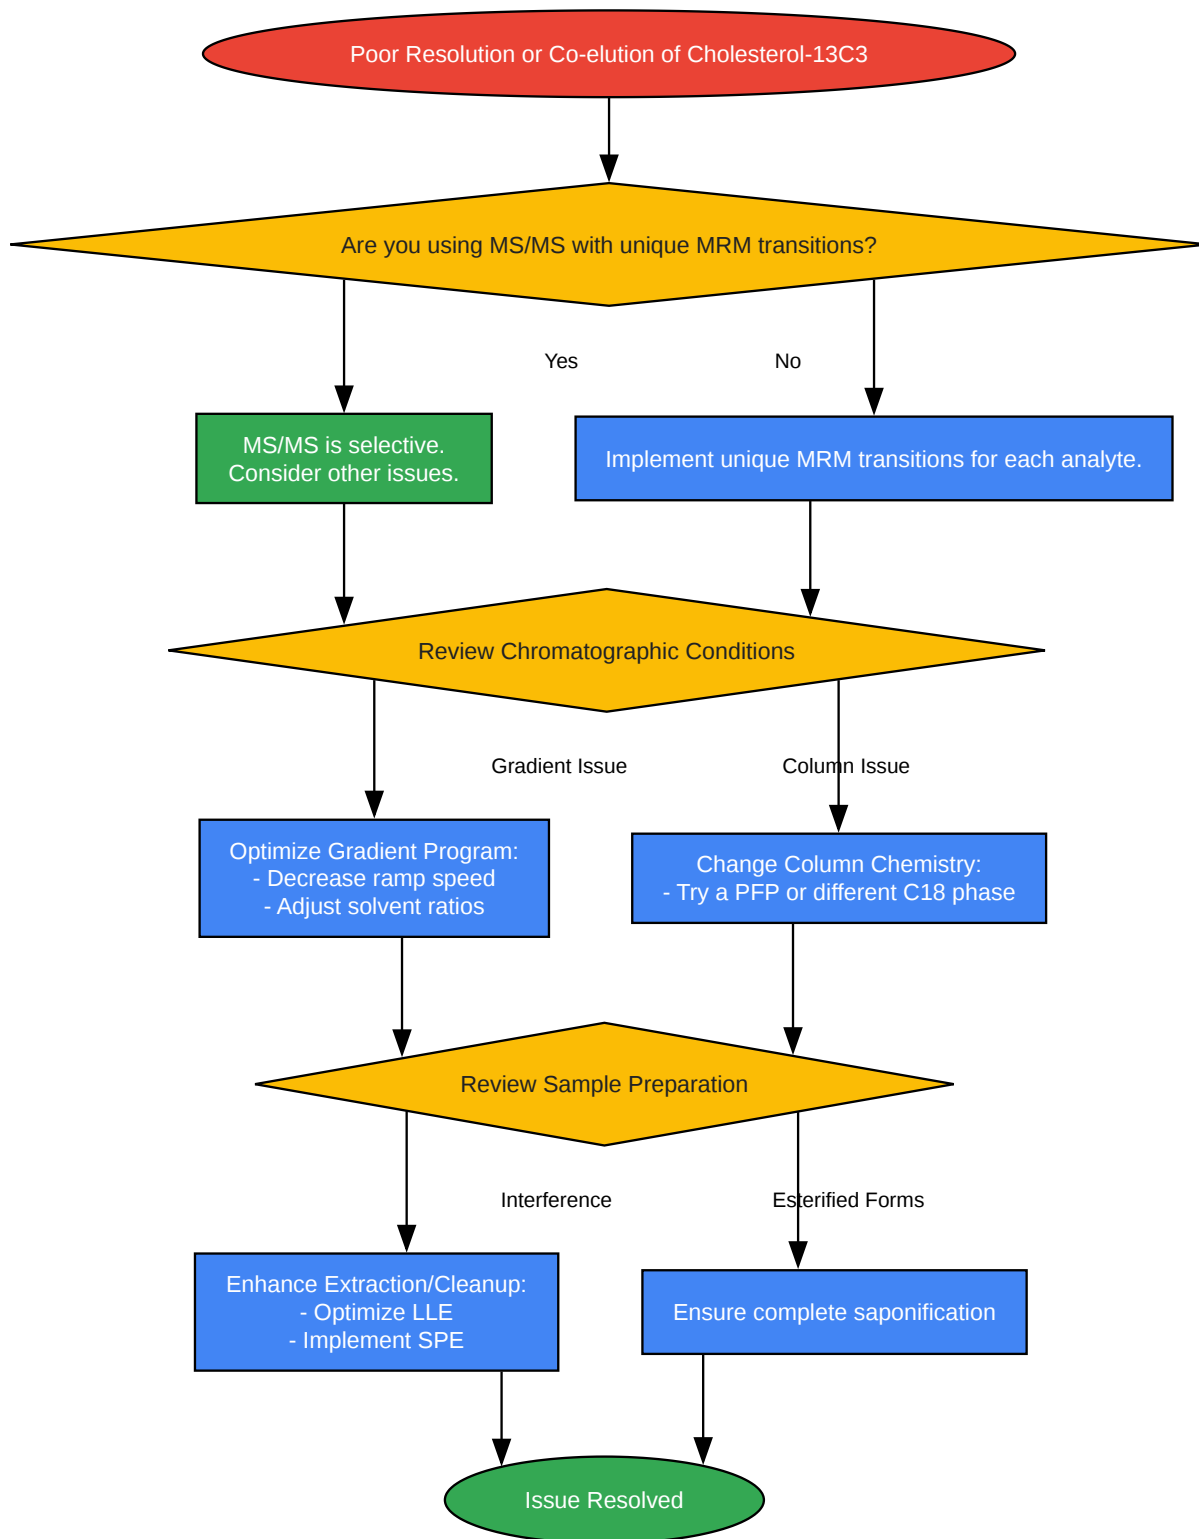 Poor Resolution or Co-elution of Cholesterol-13C3
Are you using MS/MS with unique MRM transitions?
Yes
No
MS/MS is selective.
Consider other issues.
Implement unique MRM transitions for each analyte.
Review Chromatographic Conditions
Gradient Issue
Column Issue
Optimize Gradient Program:
- Decrease ramp speed
- Adjust solvent ratios
Change Column Chemistry:
- Try a PFP or different C18 phase
Review Sample Preparation
Interference
Esterified Forms
Enhance Extraction/Cleanup:
- Optimize LLE
- Implement SPE
Ensure complete saponification
Issue Resolved